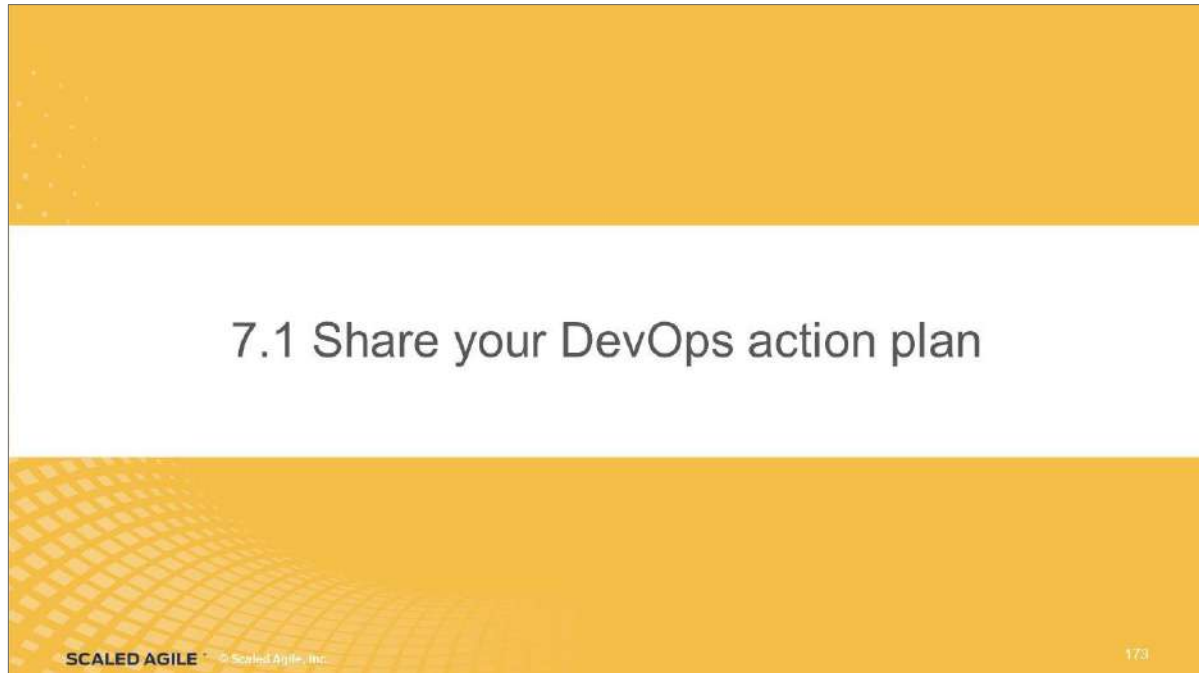 7.1 Share your DevOps action plan
SCALED AGILE © Scaled Agile, Inc.
173